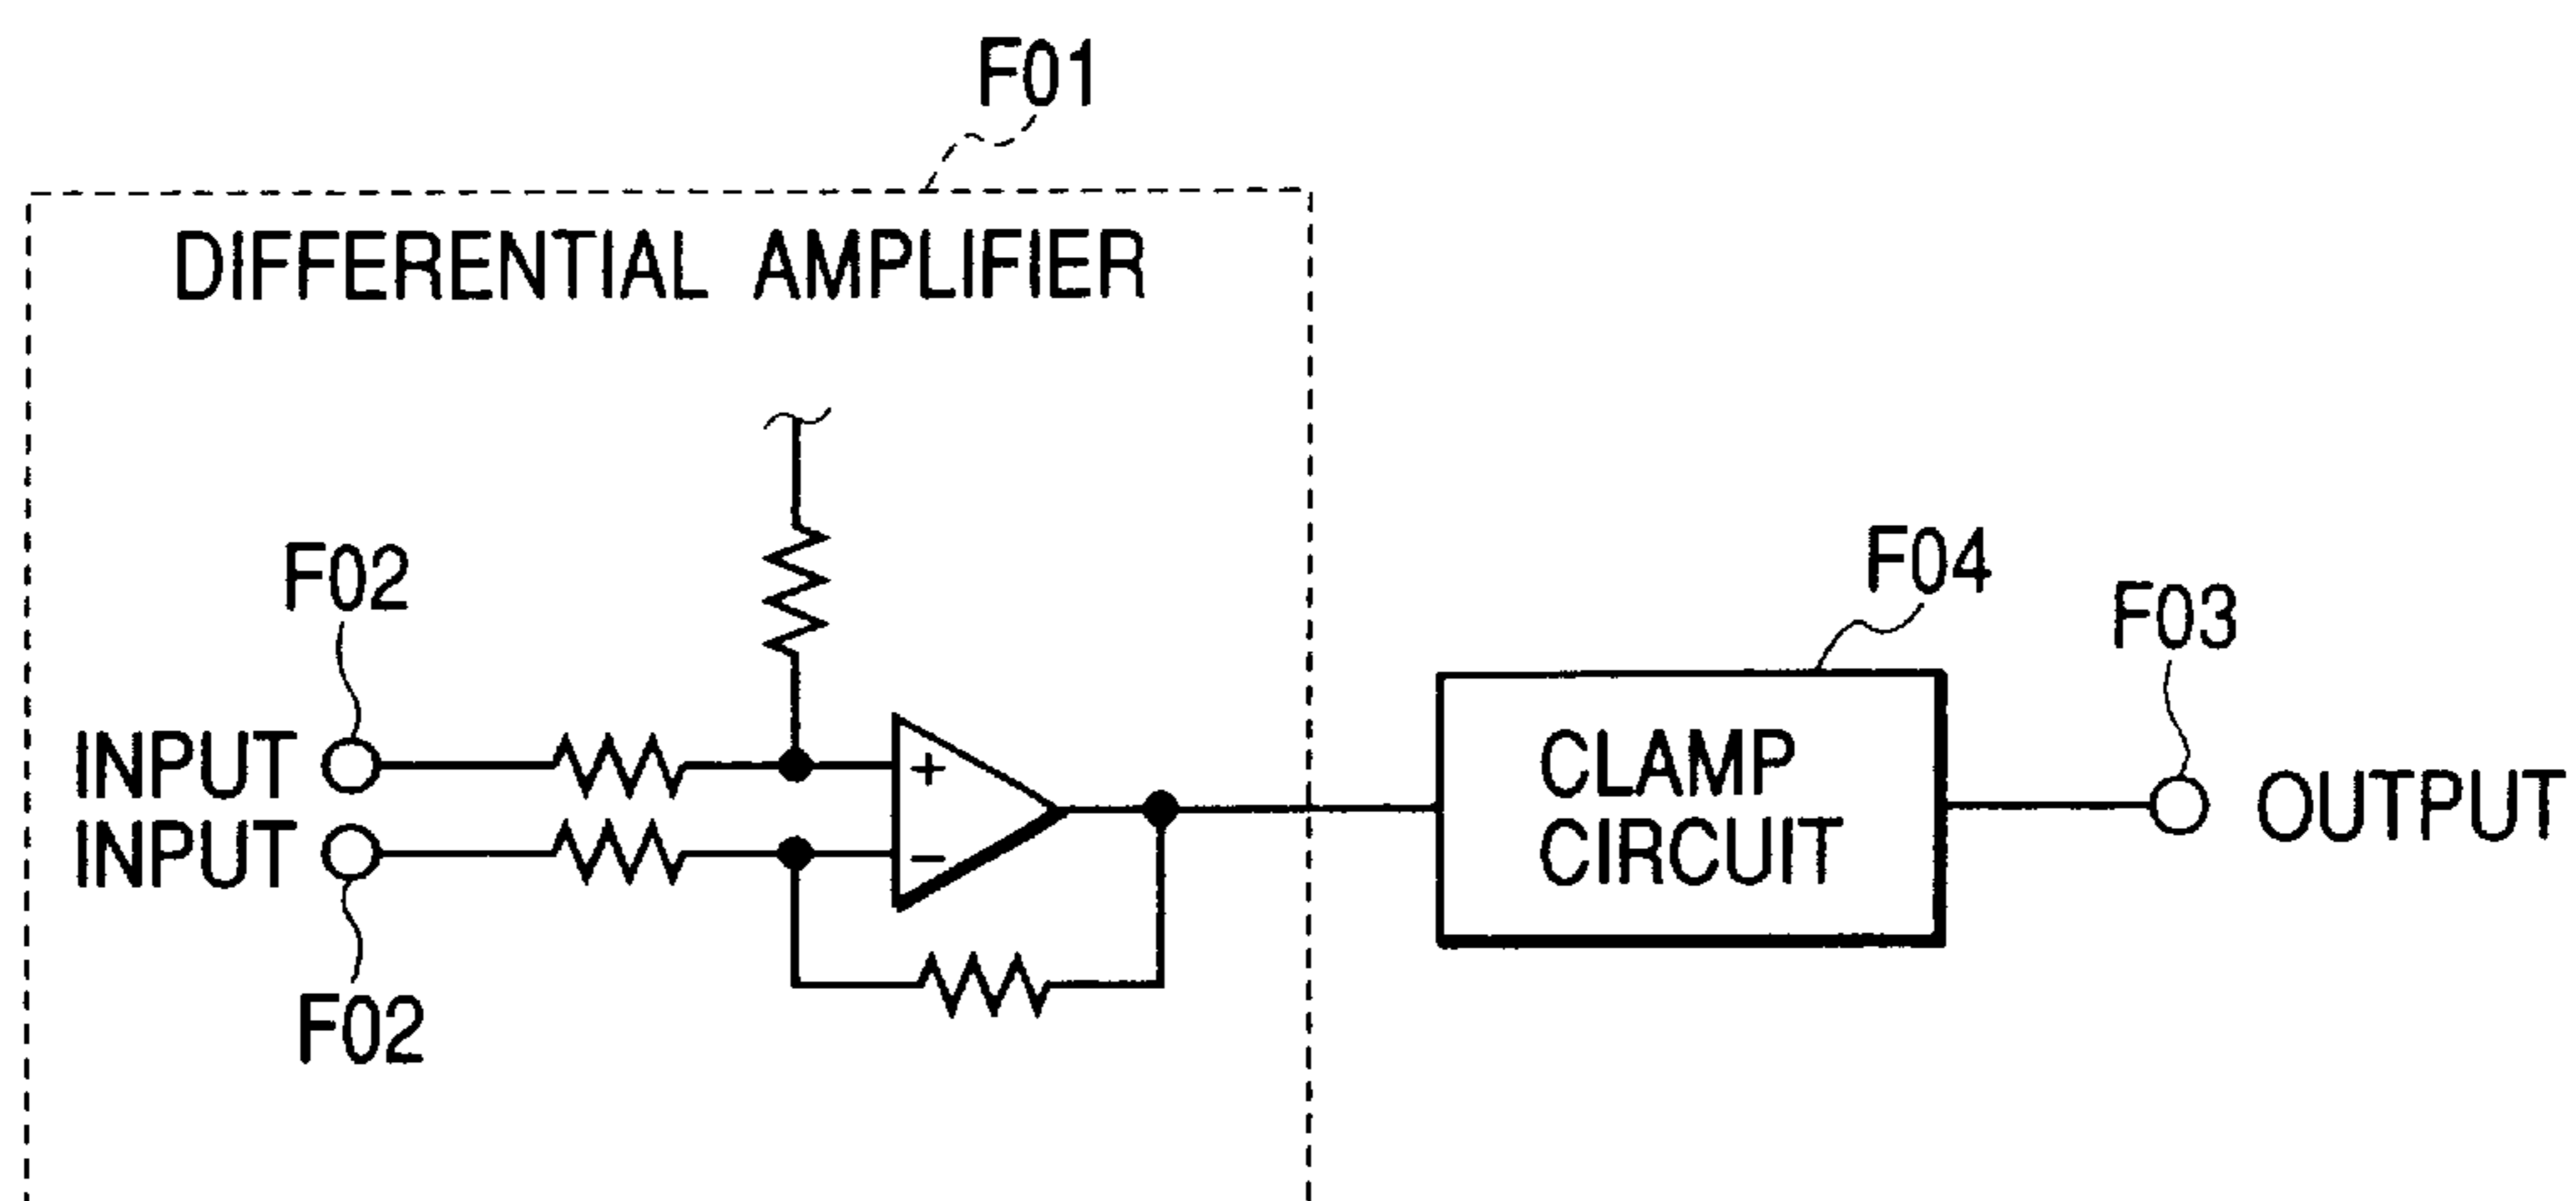 F01
DIFFERENTIAL AMPLIFIER
F02
F04
F03
INPUT
+
CLAMP
OUTPUT
INPUT
−
CIRCUIT
F02